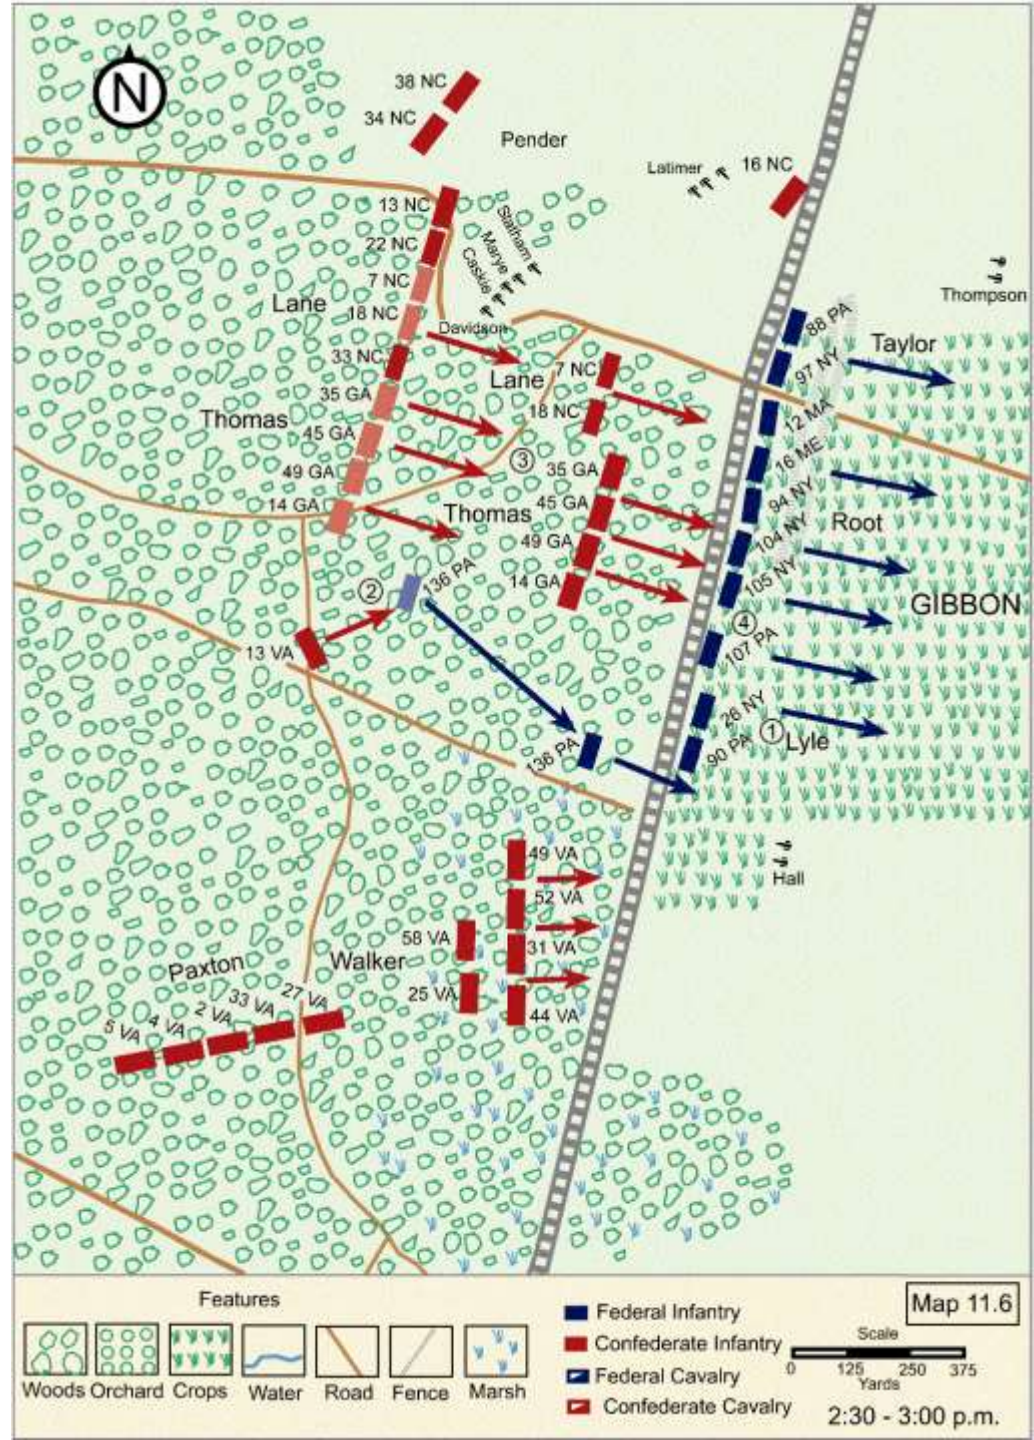 N
38 NC
34 NC
Pender
Latimer
16 NC
13 NC
Statham
Marye
Caskie
22 NC
7 NC
Thompson
Lane
18 NC
Davidson
88 PA
Taylor
33 NC
97 NY
35 GA
Lane
7 NC
18 NC
12 MA
Thomas
45 GA
16 ME
49 GA
3
35 GA
94 NY
14 GA
Thomas
45 GA
Root
104 NY
49 GA
2
136 PA
14 GA
105 NY
GIBBON
4
13 VA
107 PA
26 NY
1
Lyle
136 PA
90 PA
49 VA
Hall
52 VA
58 VA
31 VA
Walker
Paxton
25 VA
44 VA
5 VA
4 VA
2 VA
33 VA
27 VA
Features
Woods
Orchard
Crops
Water
Road
Fence
Marsh
Federal Infantry
Confederate Infantry
Federal Cavalry
Confederate Cavalry
Map 11.6
Scale
0 125 250 375
Yards
2:30 - 3:00 p.m.